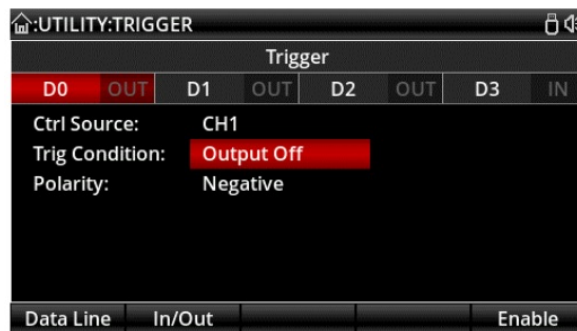 :UTILITY:TRIGGER
Trigger
D0 OUT D1 OUT D2 OUT D3 IN
Ctrl Source: CH1
Trig Condition: Output Off
Polarity: Negative
Data Line In/Out Enable